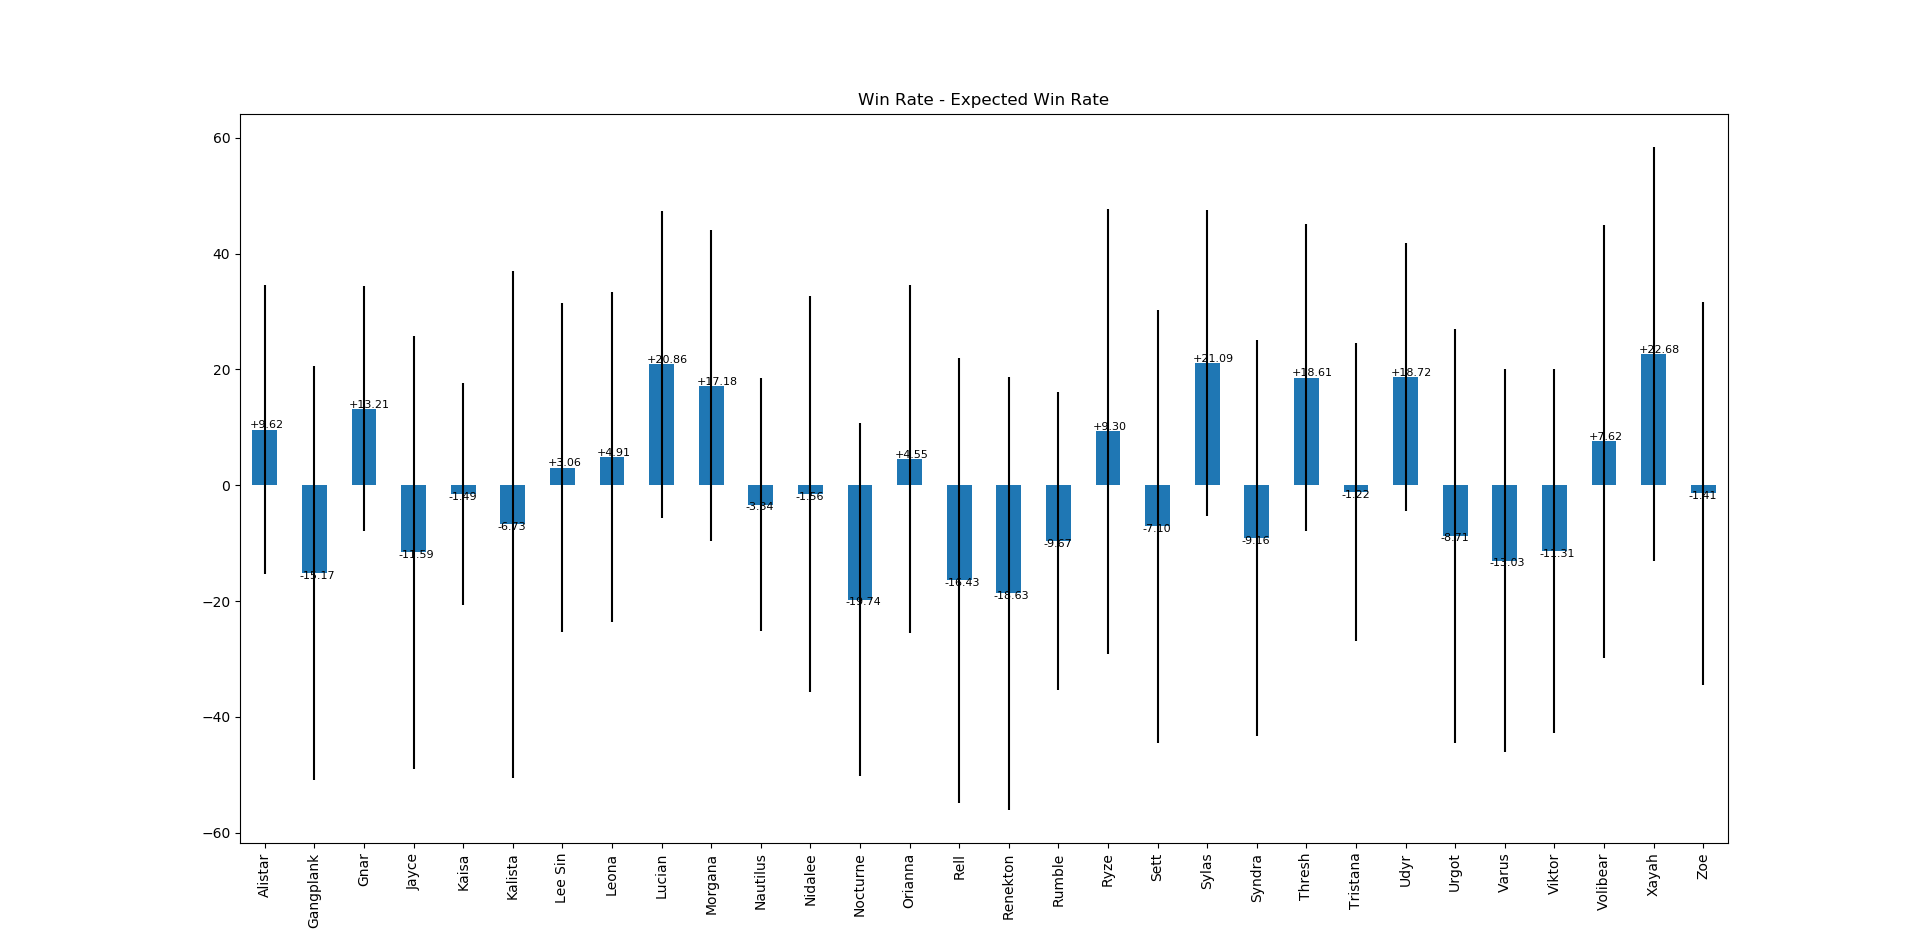 Win Rate - Expected Win Rate
60
40
20
0
−20
−40
−60
+9.62
-15.17
+13.21
-11.59
-1.49
-6.73
+3.06
+4.91
+20.86
+17.18
-3.34
-1.56
-19.74
+4.55
-16.43
-18.63
-9.67
+9.30
-7.10
+21.09
-9.16
+18.61
-1.22
+18.72
-8.71
-13.03
-11.31
+7.62
+22.68
-1.41
Alistar
Gangplank
Gnar
Jayce
Kaisa
Kalista
Lee Sin
Leona
Lucian
Morgana
Nautilus
Nidalee
Nocturne
Orianna
Rell
Renekton
Rumble
Ryze
Sett
Sylas
Syndra
Thresh
Tristana
Udyr
Urgot
Varus
Viktor
Volibear
Xayah
Zoe